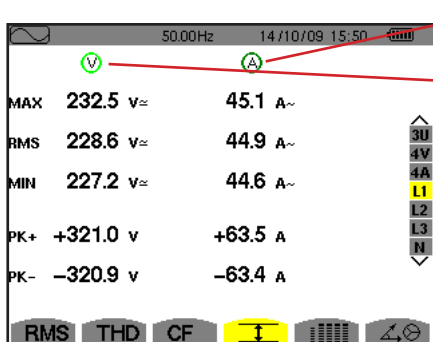 50.00Hz 14/10/09 15:50
V A
MAX 232.5 V≃ 45.1 A~
RMS 228.6 V≃ 44.9 A~
MIN 227.2 V≃ 44.6 A~
PK+ +321.0 V +63.5 A
PK- -320.9 V -63.4 A
3U
4V
4A
L1
L2
L3
N
RMS THD CF